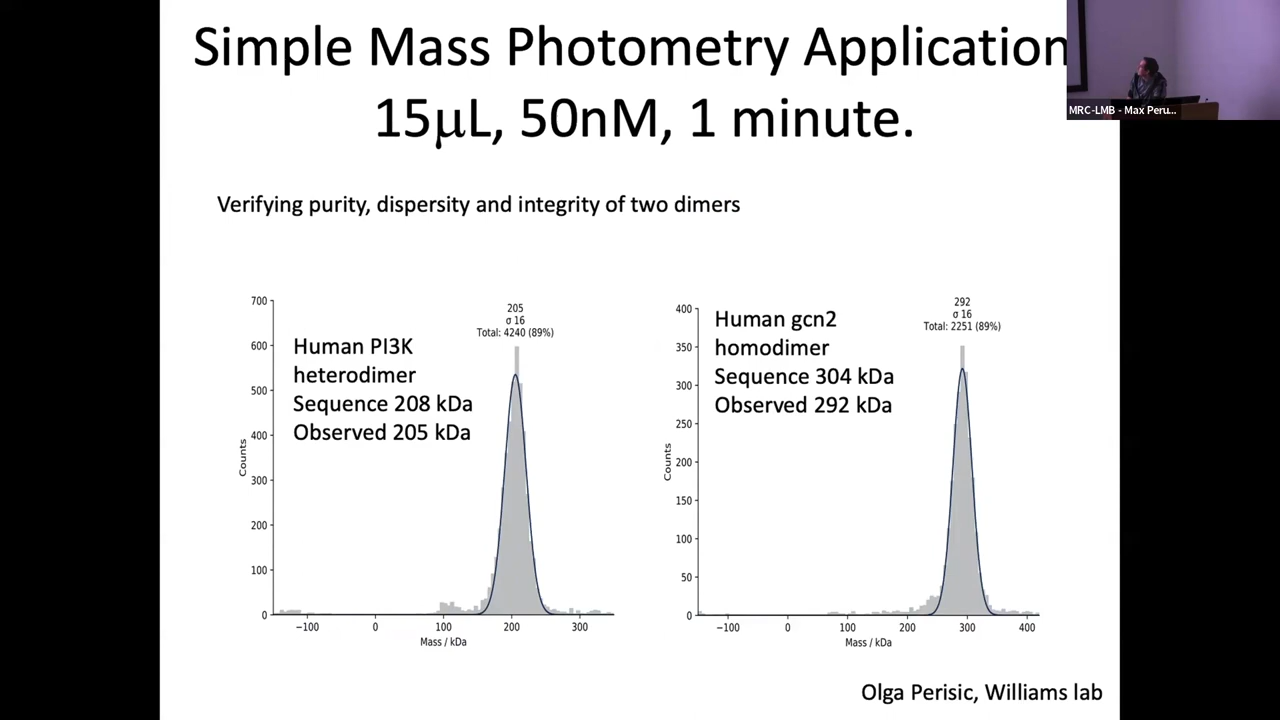 Simple Mass Photometry Application
15μL, 50nM, 1 minute.
MRC-LMB - Max Peru...
Verifying purity, dispersity and integrity of two dimers
205
σ 16
Total: 4240 (89%)
Human PI3K
heterodimer
Sequence 208 kDa
Observed 205 kDa
700
600
500
400
300
200
100
0
Counts
−100
0
100
200
300
Mass / kDa
292
σ 16
Total: 2251 (89%)
Human gcn2
homodimer
Sequence 304 kDa
Observed 292 kDa
400
350
300
250
200
150
100
50
0
Counts
−100
0
100
200
300
400
Mass / kDa
Olga Perisic, Williams lab